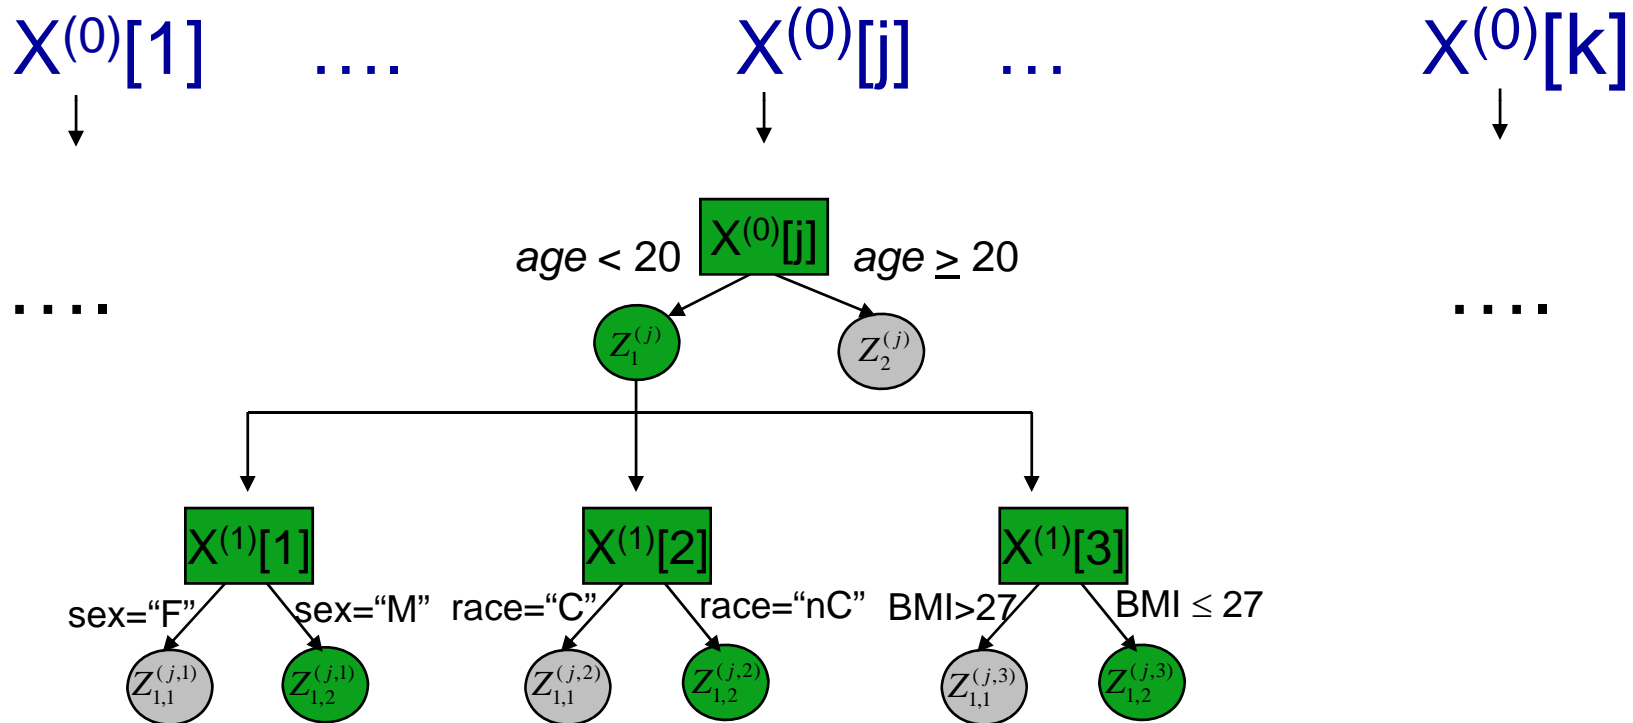 X⁽⁰⁾[1] …. X⁽⁰⁾[j] … X⁽⁰⁾[k]
age < 20 X⁽⁰⁾[j] age ≥ 20
…. ….
Z₁⁽ʲ⁾ Z₂⁽ʲ⁾
X⁽¹⁾[1] X⁽¹⁾[2] X⁽¹⁾[3]
sex=“F” sex=“M” race=“C” race=“nC” BMI>27 BMI ≤ 27
Z₁,₁⁽ʲ,¹⁾ Z₁,₂⁽ʲ,¹⁾ Z₁,₁⁽ʲ,²⁾ Z₁,₂⁽ʲ,²⁾ Z₁,₁⁽ʲ,³⁾ Z₁,₂⁽ʲ,³⁾